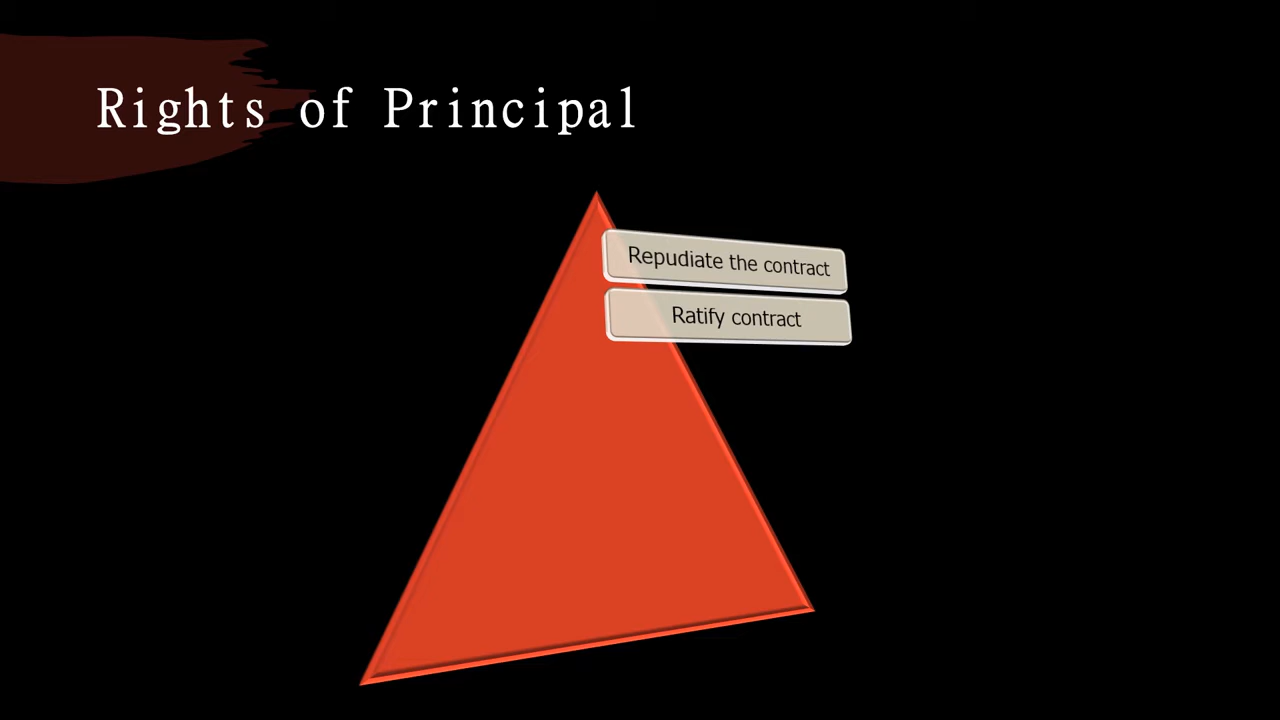 Rights of Principal
Repudiate the contract
Ratify contract